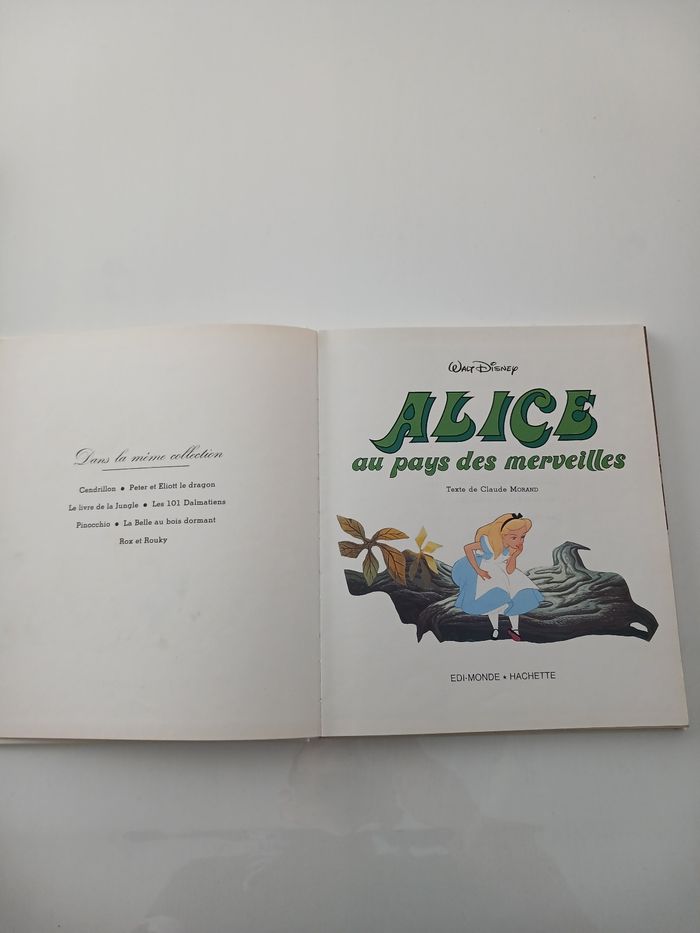 Dans la même collection
Cendrillon • Peter et Eliott le dragon
Le livre de la Jungle • Les 101 Dalmatiens
Pinocchio • La Belle au bois dormant
Rox et Rouky
WALT DISNEY
ALICE
au pays des merveilles
Texte de Claude MORAND
EDI-MONDE ★ HACHETTE